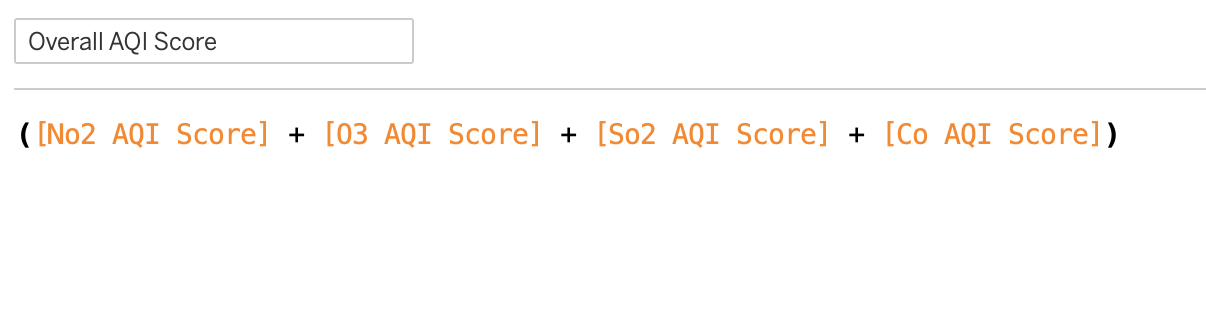 Overall AQI Score
([No2 AQI Score] + [O3 AQI Score] + [So2 AQI Score] + [Co AQI Score])